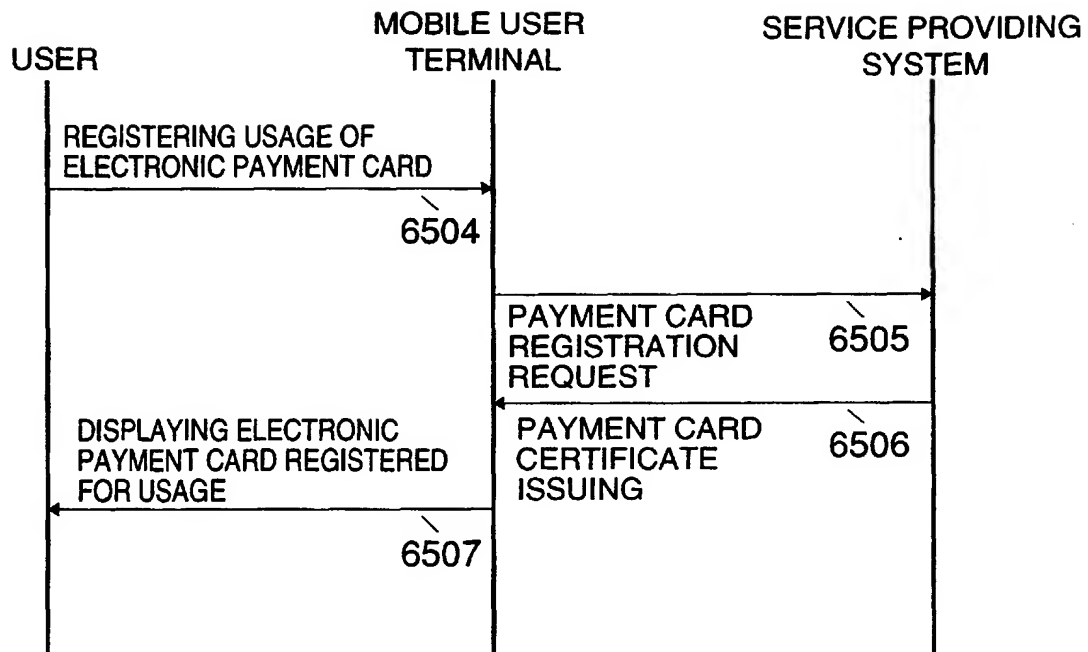 USER
MOBILE USER
TERMINAL
SERVICE PROVIDING
SYSTEM
REGISTERING USAGE OF
ELECTRONIC PAYMENT CARD
6504
PAYMENT CARD
REGISTRATION
REQUEST
6505
DISPLAYING ELECTRONIC
PAYMENT CARD REGISTERED
FOR USAGE
PAYMENT CARD
CERTIFICATE
ISSUING
6506
6507